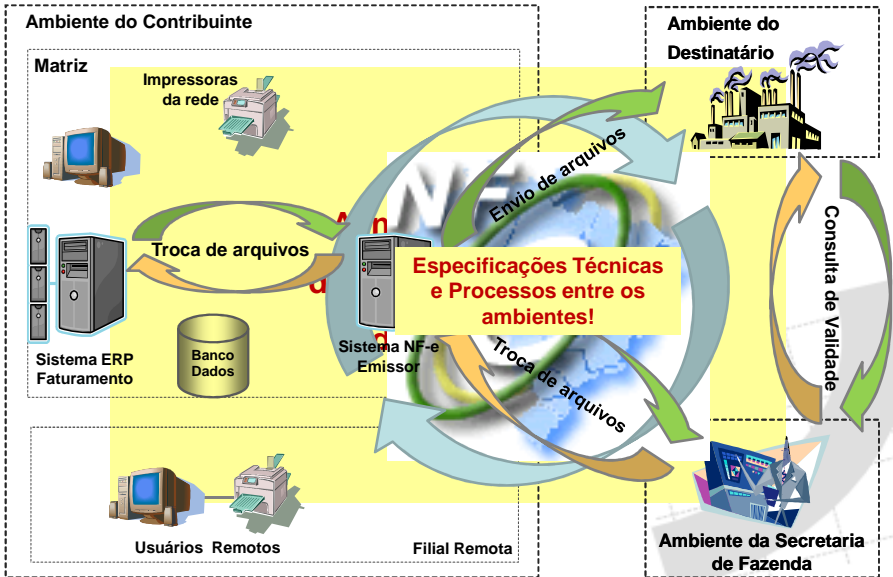 Ambiente do Contribuinte
Matriz
Impressoras
da rede
Troca de arquivos
Sistema ERP
Faturamento
Banco
Dados
Sistema NF-e
Emissor
Usuários Remotos
Filial Remota
NF
Envio de arquivos
Especificações Técnicas
e Processos entre os
ambientes!
Troca de arquivos
Ambiente do
Destinatário
Consulta de Validade
Ambiente da Secretaria
de Fazenda